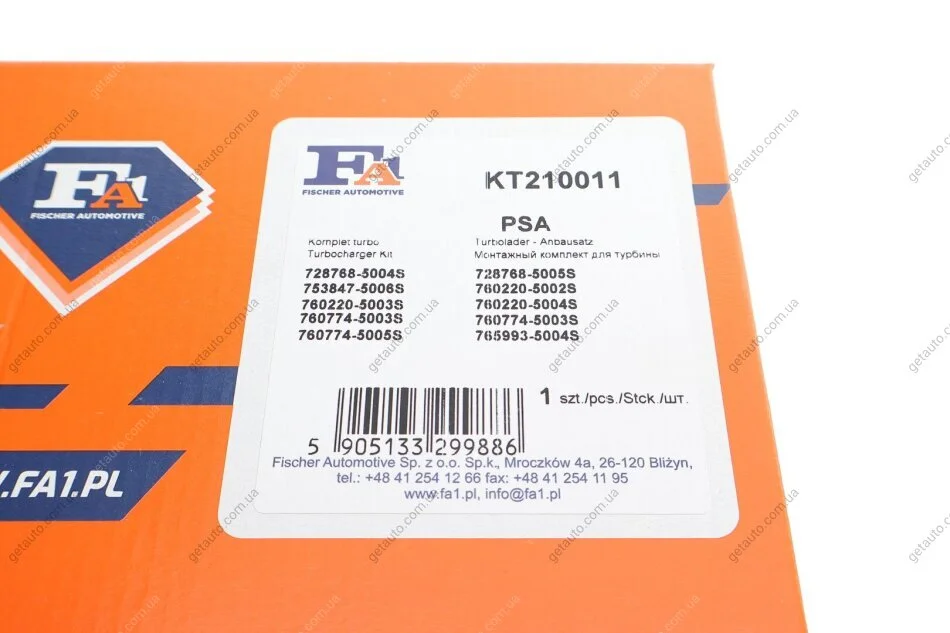 FA1
FISCHER AUTOMOTIVE
FA1
FISCHER AUTOMOTIVE
KT210011
PSA
Komplet turbo
Turbolader - Anbausatz
Turbocharger Kit
Монтажный комплект для турбины
728768-5004S
728768-5005S
753847-5006S
760220-5002S
760220-5003S
760220-5004S
760774-5003S
760774-5003S
760774-5005S
765993-5004S
1 szt./pcs./Stck./шт.
5 905133 299886
Fischer Automotive Sp. z o.o. Sp.k., Mroczków 4a, 26-120 Bliżyn,
tel.: +48 41 254 12 66 fax: +48 41 254 11 95
www.fa1.pl, info@fa1.pl
.FA1.PL
getauto.com.ua